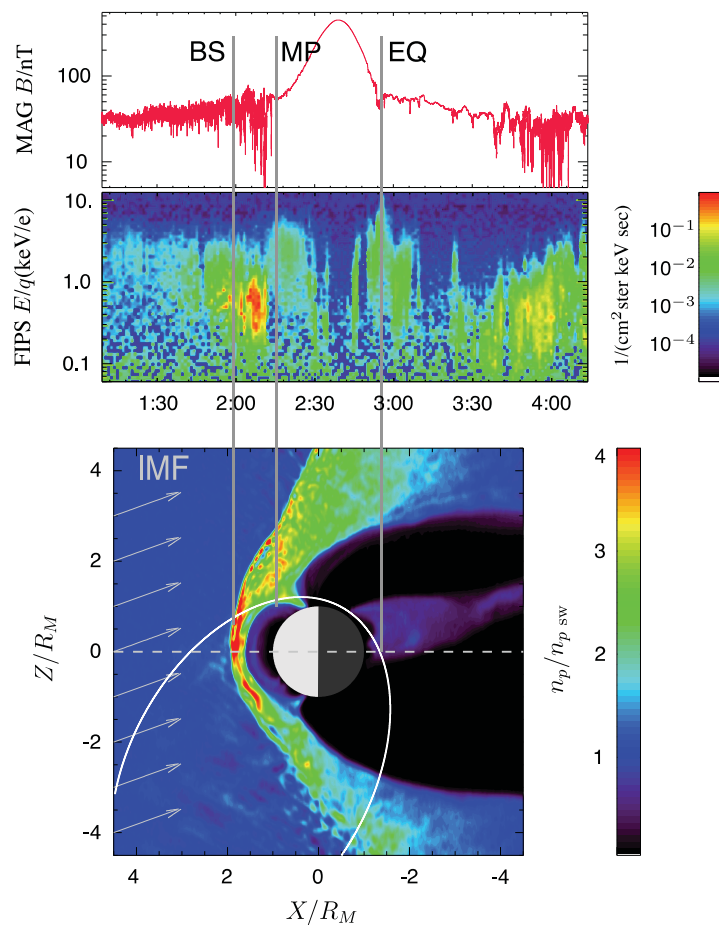 BS MP EQ
MAG B/nT
100
10
FIPS E/q(keV/e)
10.
1.0
0.1
1:30 2:00 2:30 3:00 3:30 4:00
10⁻¹
10⁻²
10⁻³
10⁻⁴
1/(cm² ster keV sec)
IMF
Z/R_M
4
2
0
-2
-4
4 2 0 -2 -4
X/R_M
4
3
2
1
n_p/n_p sw